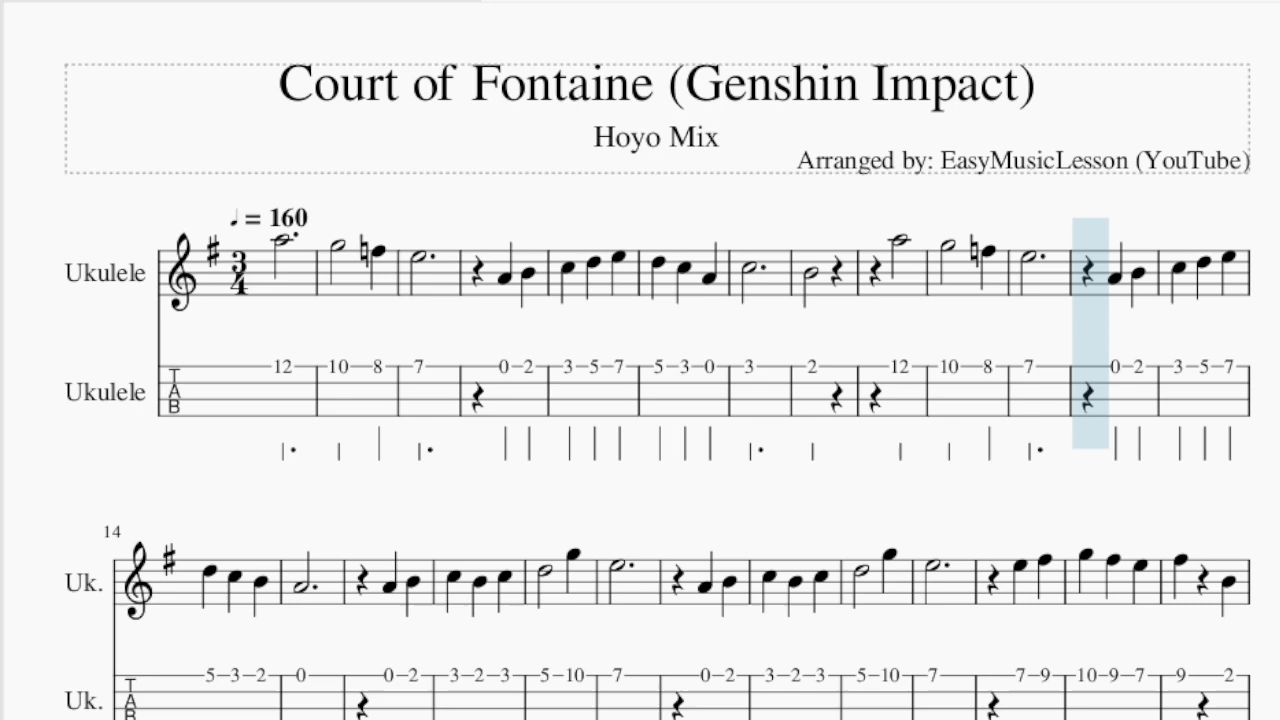 Court of Fontaine (Genshin Impact)
Hoyo Mix
Arranged by: EasyMusicLesson (YouTube)
♩ = 160
Ukulele
3
4
Ukulele
T
A
B
12 10 8 7 0 2 3 5 7 5 3 0 3 2 12 10 8 7 0 2 3 5 7
14
Uk.
Uk.
T
A
B
5 3 2 0 0 2 3 2 3 5 10 7 0 2 3 2 3 5 10 7 7 9 10 9 7 9 2